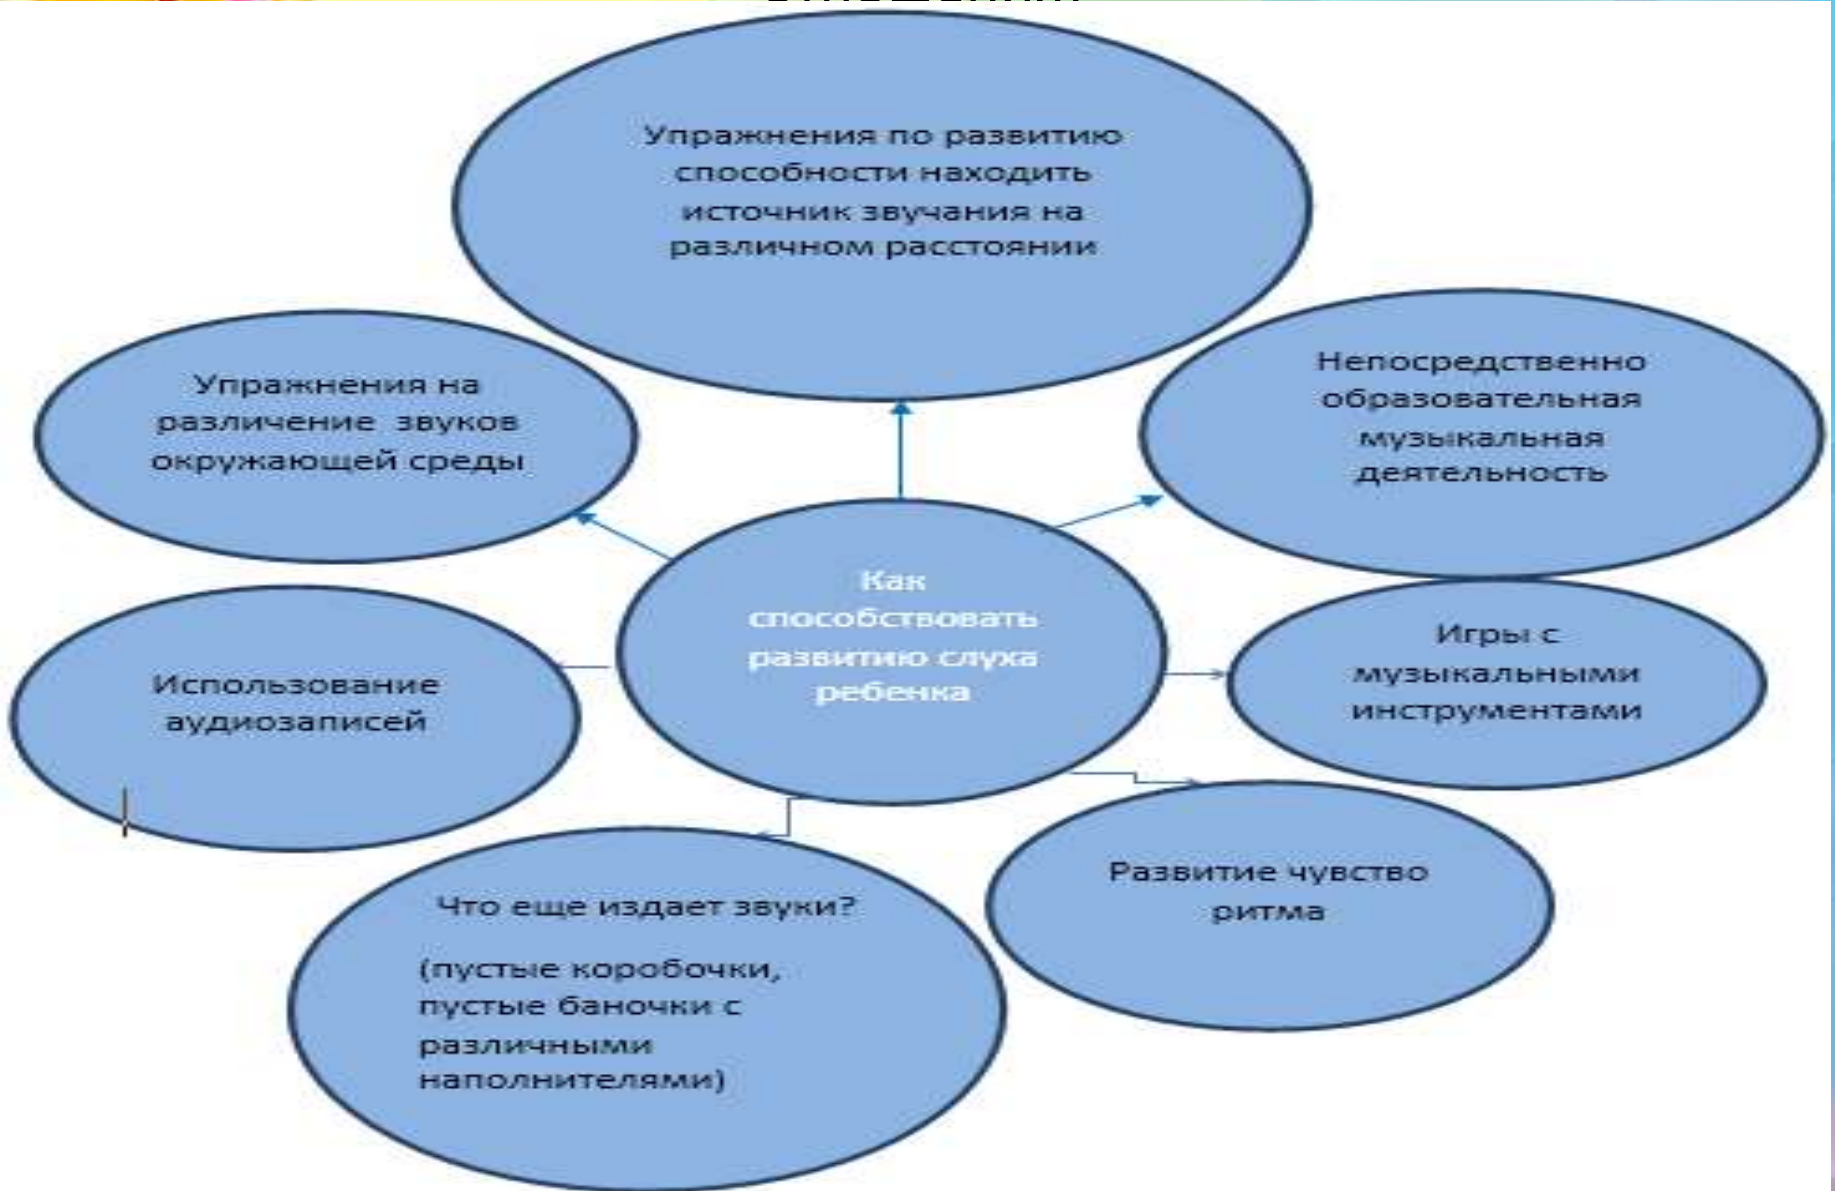 Упражнения по развитию
способности находить
источник звучания на
различном расстоянии
Непосредственно
образовательная
музыкальная
деятельность
Упражнения на
различение звуков
окружающей среды
Как
способствовать
развитию слуха
ребенка
Игры с
музыкальными
инструментами
Использование
аудиозаписей
Развитие чувство
ритма
Что еще издает звуки?
(пустые коробочки,
пустые баночки с
различными
наполнителями)